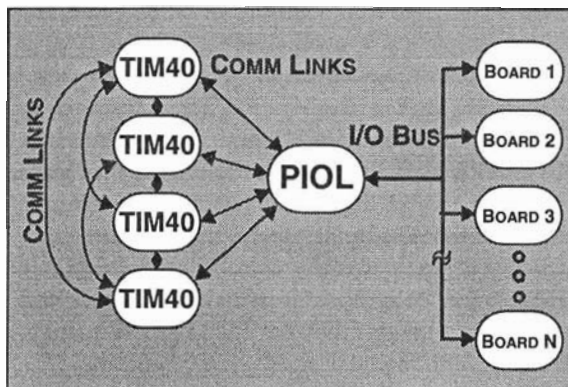 TIM40
COMM LINKS
TIM40
TIM40
TIM40
COMM LINKS
PIOL
I/O BUS
BOARD 1
BOARD 2
BOARD 3
BOARD N